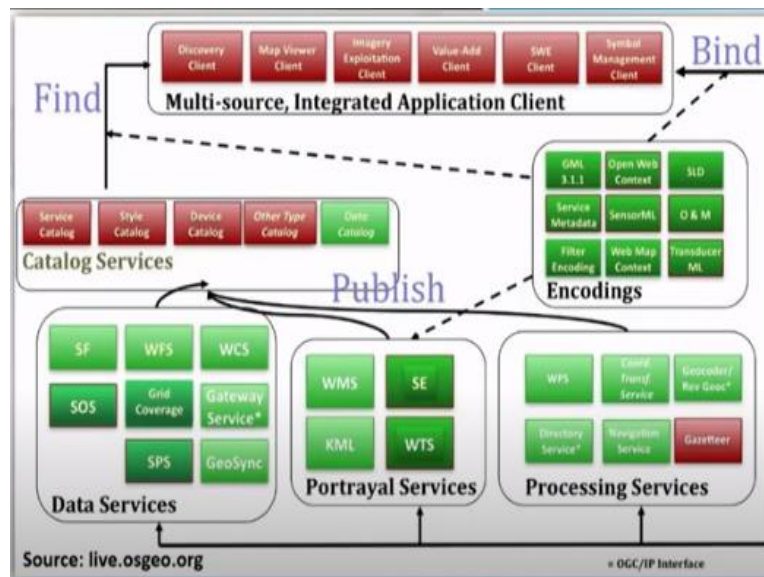 Discovery
Client
Map Viewer
Client
Imagery
Exploitation
Client
Value-Add
Client
SWE
Client
Symbol
Management
Client
Multi-source, Integrated Application Client
Find
Bind
GML
3.1.1
Open Web
Context
SLD
Service
Metadata
SensorML
O & M
Filter
Encoding
Web Map
Context
Transducer
ML
Encodings
Service
Catalog
Style
Catalog
Device
Catalog
Other Type
Catalog
Data
Catalog
Catalog Services
Publish
SF
WFS
WCS
SOS
Grid
Coverage
Gateway
Service*
SPS
GeoSync
Data Services
WMS
SE
KML
WTS
Portrayal Services
WPS
Coord.
Transf.
Service
Geocoder/
Rev Geoc*
Directory
Service*
Navigation
Service
Gazetteer
Processing Services
Source: live.osgeo.org
= OGC/IP Interface